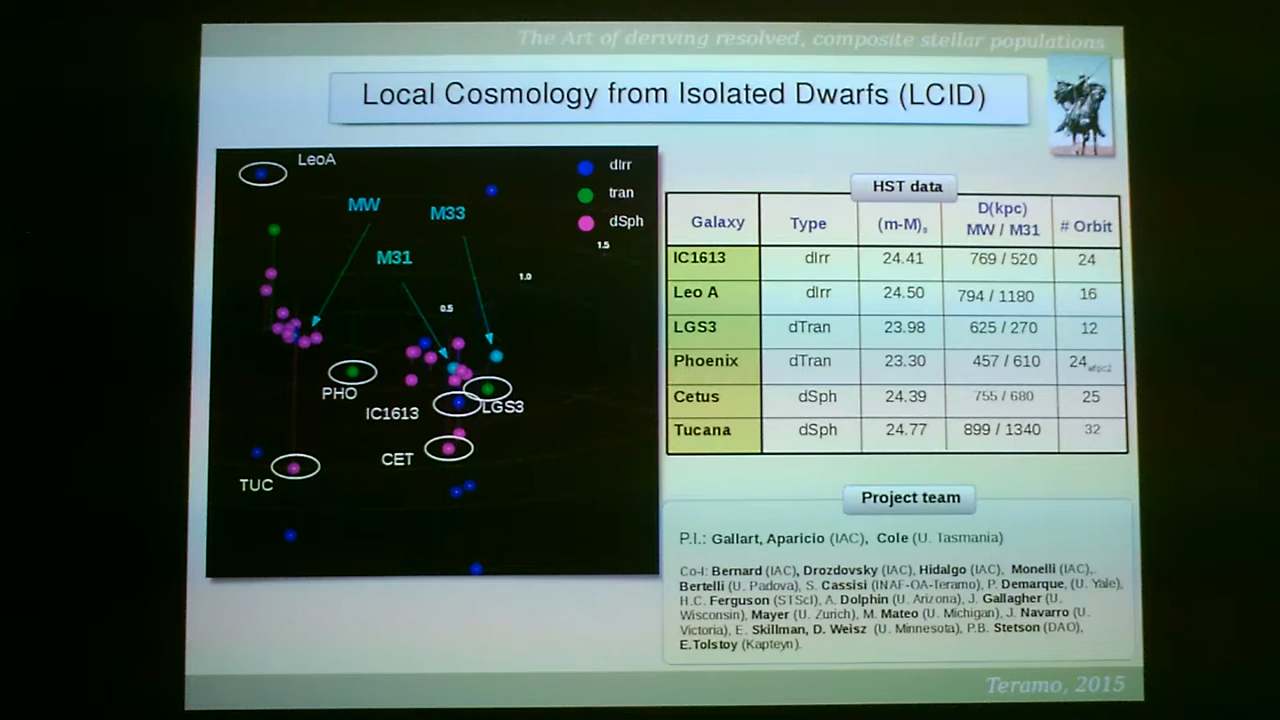 The Art of deriving resolved, composite stellar populations
Local Cosmology from Isolated Dwarfs (LCID)
LeoA
dIrr
tran
dSph
MW
M33
M31
1.5
1.0
0.5
PHO
IC1613
LGS3
CET
TUC
HST data
Galaxy Type (m-M)₀ D(kpc) MW / M31 # Orbit
IC1613 dIrr 24.41 769 / 520 24
Leo A dIrr 24.50 794 / 1180 16
LGS3 dTran 23.98 625 / 270 12
Phoenix dTran 23.30 457 / 610 24 wfpc2
Cetus dSph 24.39 755 / 680 25
Tucana dSph 24.77 899 / 1340 32
Project team
P.I.: Gallart, Aparicio (IAC), Cole (U. Tasmania)
Co-I: Bernard (IAC), Drozdovsky (IAC), Hidalgo (IAC), Monelli (IAC),
Bertelli (U. Padova), S. Cassisi (INAF-OA-Teramo), P. Demarque, (U. Yale),
H.C. Ferguson (STScI), A. Dolphin (U. Arizona), J. Gallagher (U.
Wisconsin), Mayer (U. Zurich), M. Mateo (U. Michigan), J. Navarro (U.
Victoria), E. Skillman, D. Weisz (U. Minnesota), P.B. Stetson (DAO),
E.Tolstoy (Kapteyn).
Teramo, 2015